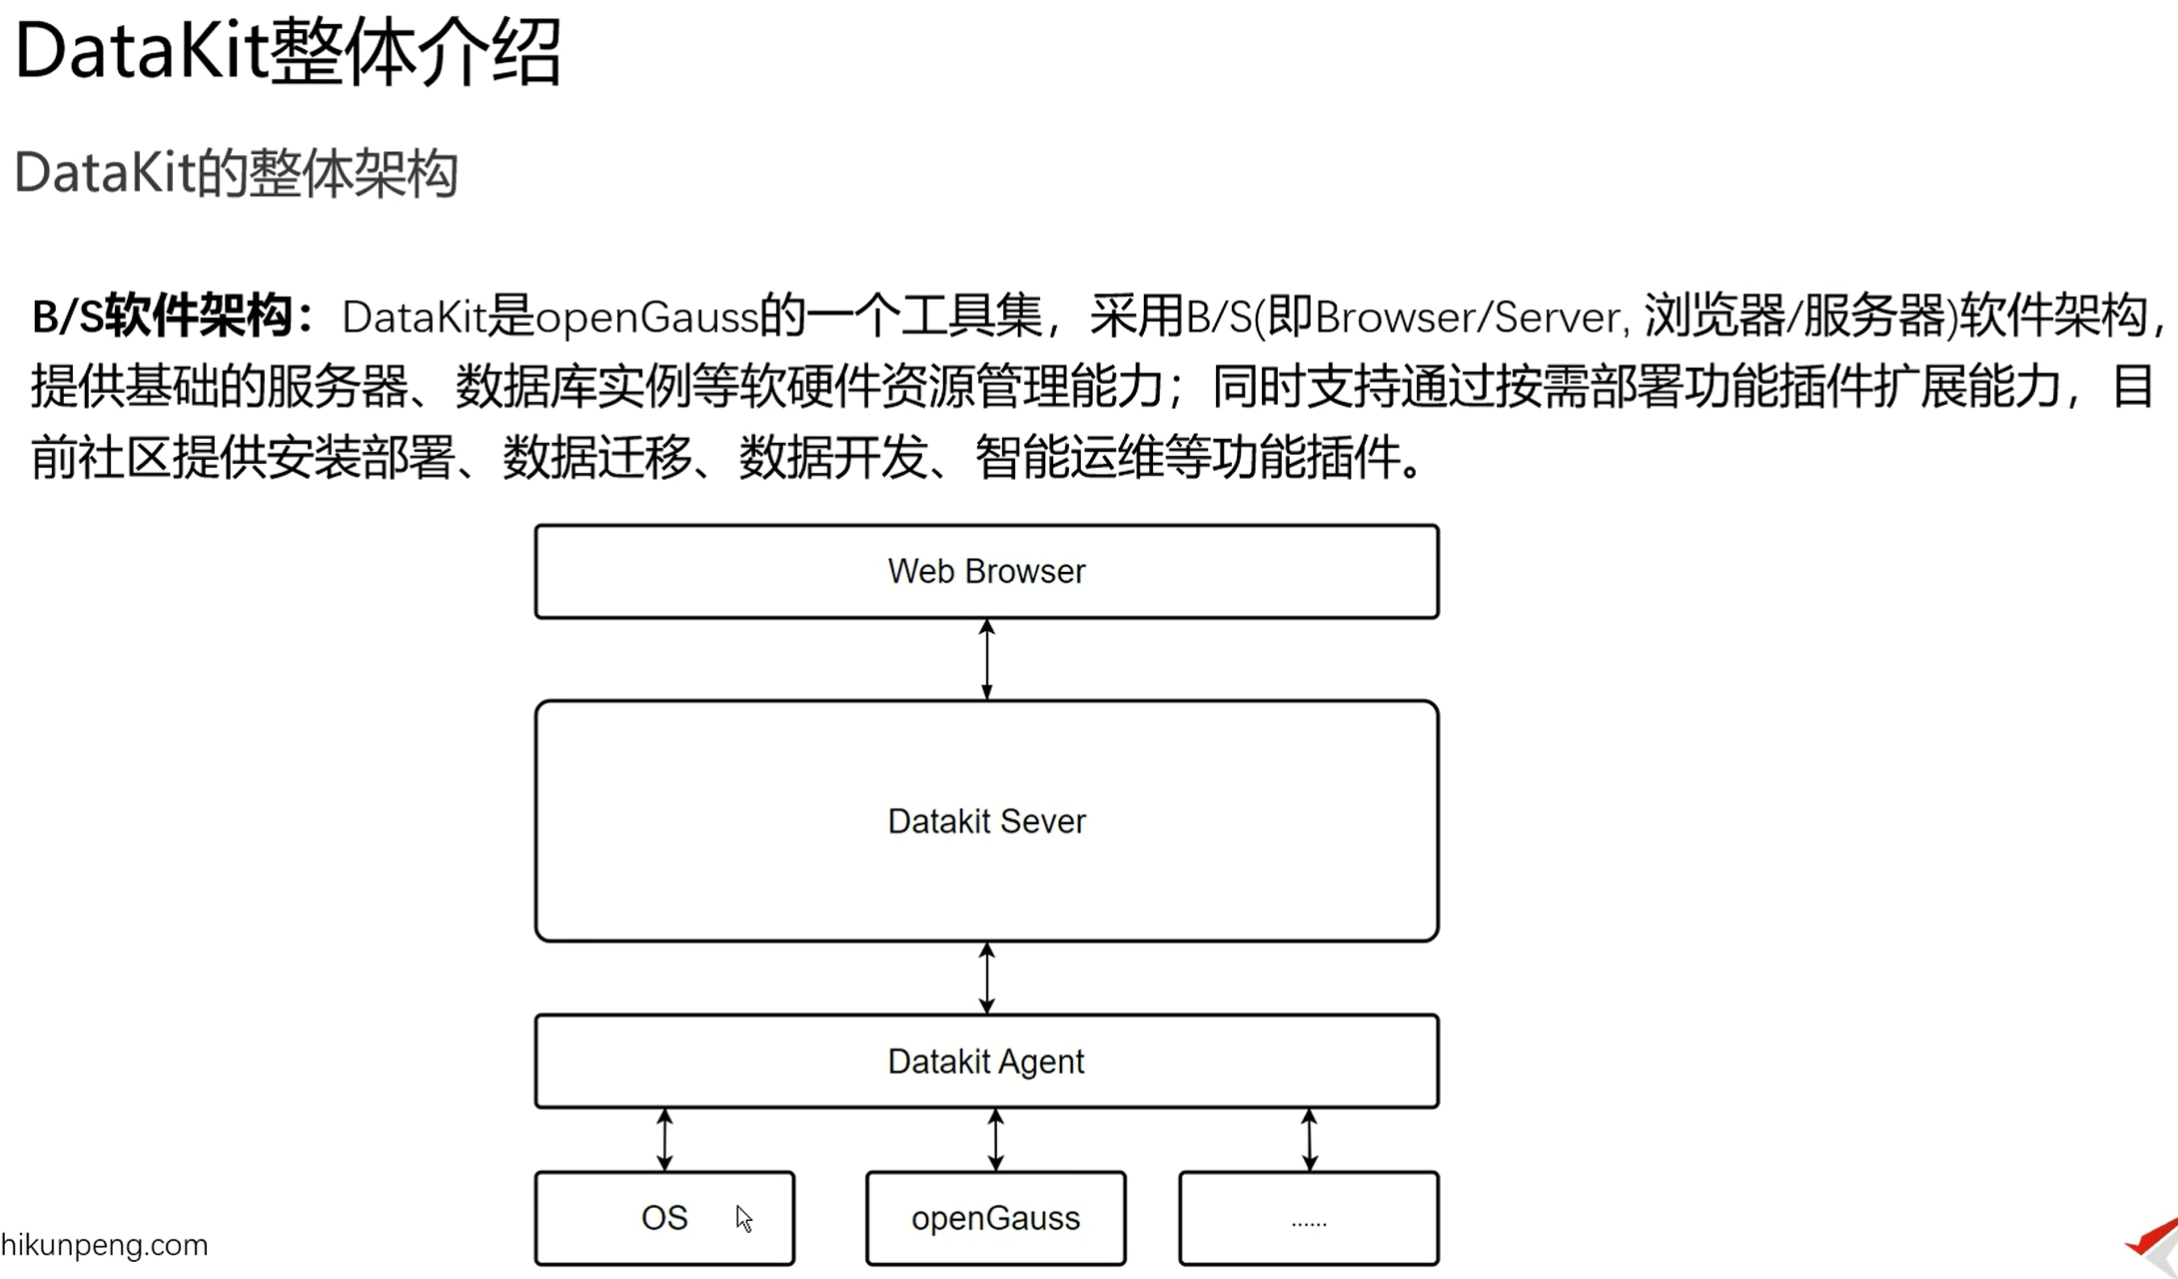 DataKit整体介绍
DataKit的整体架构
B/S软件架构：DataKit是openGauss的一个工具集，采用B/S(即Browser/Server, 浏览器/服务器)软件架构，
提供基础的服务器、数据库实例等软硬件资源管理能力；同时支持通过按需部署功能插件扩展能力，目
前社区提供安装部署、数据迁移、数据开发、智能运维等功能插件。
Web Browser
Datakit Sever
Datakit Agent
OS
openGauss
......
hikunpeng.com